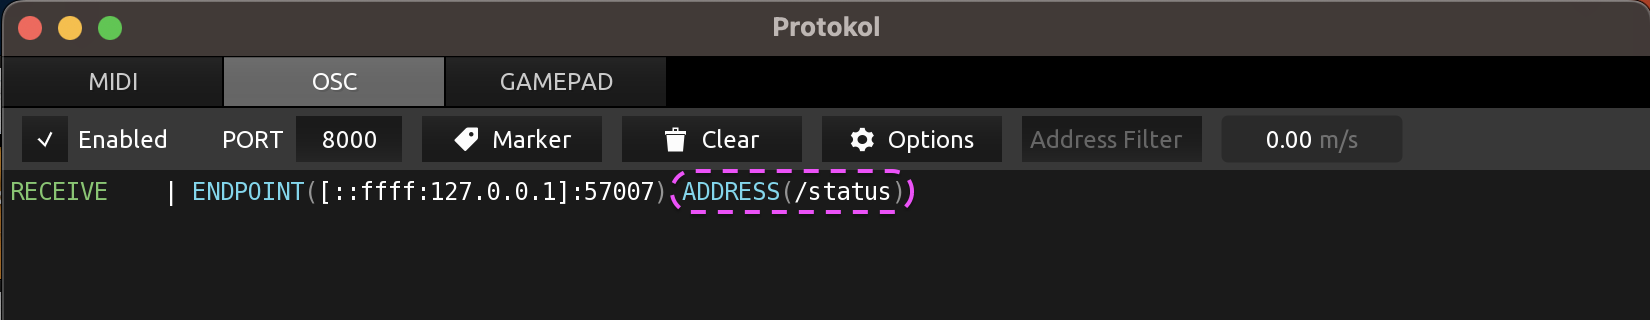 Protokol
MIDI OSC GAMEPAD
Enabled PORT 8000 Marker Clear Options Address Filter 0.00 m/s
RECEIVE | ENDPOINT([::ffff:127.0.0.1]:57007) ADDRESS(/status)